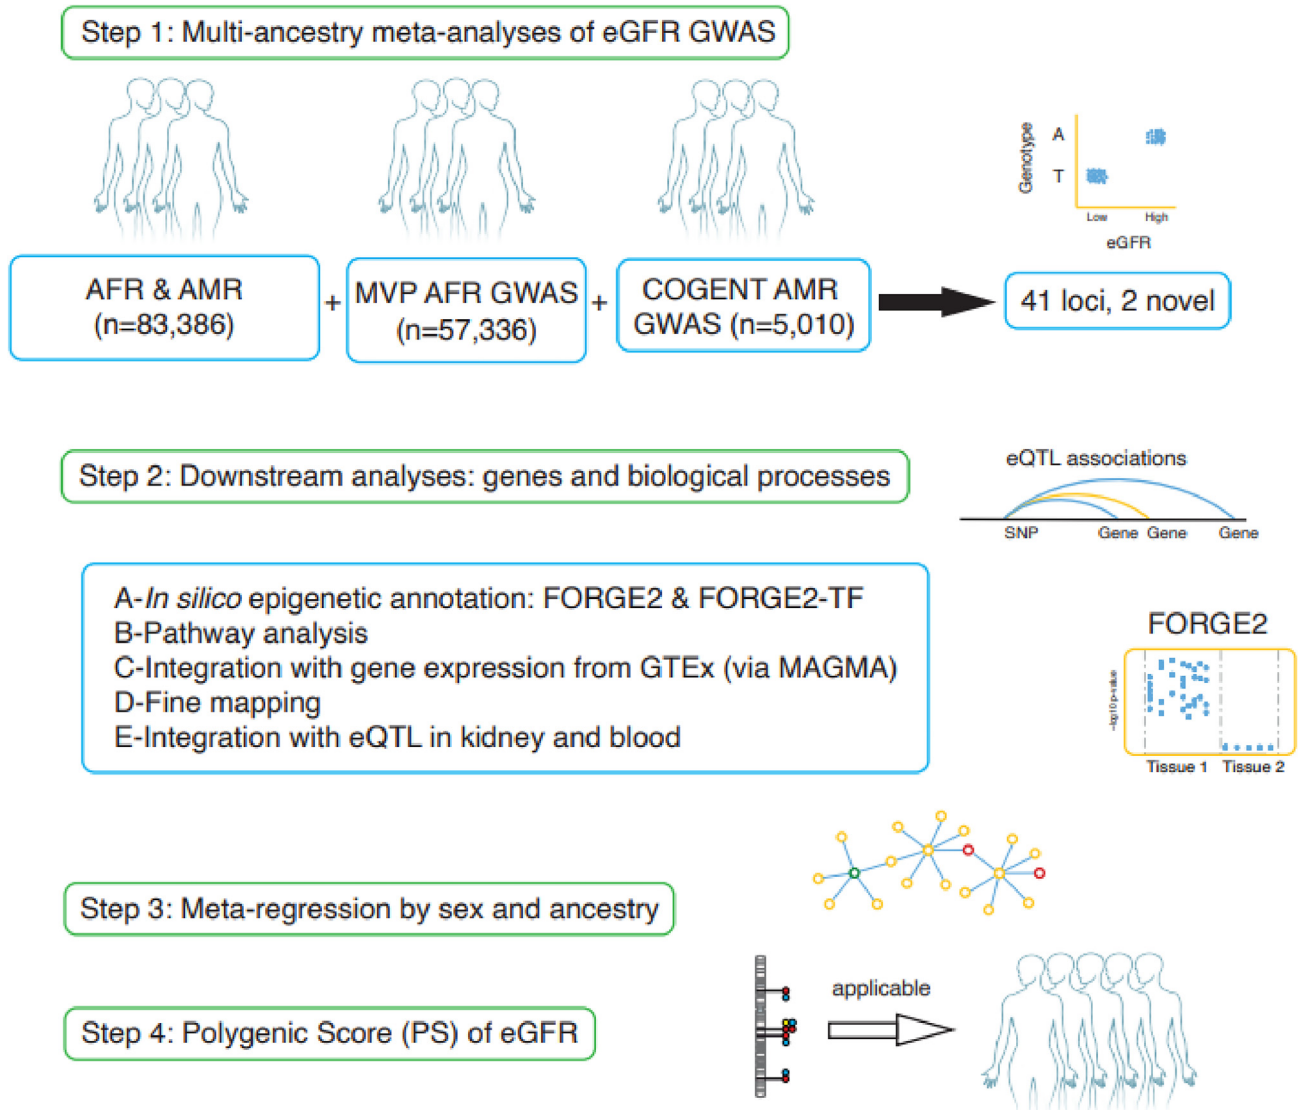 Step 1: Multi-ancestry meta-analyses of eGFR GWAS
Genotype
A
T
Low High
eGFR
AFR & AMR
(n=83,386)
+
MVP AFR GWAS
(n=57,336)
+
COGENT AMR
GWAS (n=5,010)
41 loci, 2 novel
Step 2: Downstream analyses: genes and biological processes
eQTL associations
SNP Gene Gene Gene
A-In silico epigenetic annotation: FORGE2 & FORGE2-TF
B-Pathway analysis
C-Integration with gene expression from GTEx (via MAGMA)
D-Fine mapping
E-Integration with eQTL in kidney and blood
FORGE2
-log10 p-value
Tissue 1 Tissue 2
Step 3: Meta-regression by sex and ancestry
Step 4: Polygenic Score (PS) of eGFR
applicable